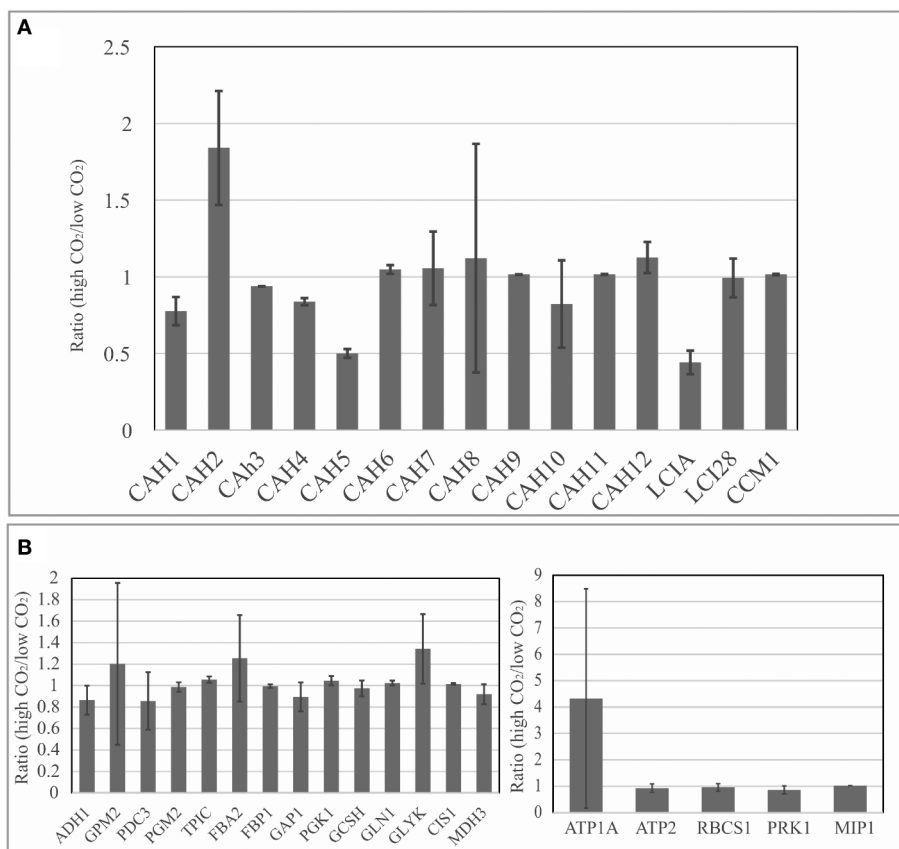 A
Ratio (high CO₂/low CO₂)
2.5
2
1.5
1
0.5
0
CAH1
CAH2
CAh3
CAH4
CAH5
CAH6
CAH7
CAH8
CAH9
CAH10
CAH11
CAH12
LCIA
LCI28
CCM1
B
Ratio (high CO₂/low CO₂)
2
1.8
1.6
1.4
1.2
1
0.8
0.6
0.4
0.2
0
ADH1
GPM2
PDC3
PGM2
TPIC
FBA2
FBP1
GAP1
PGK1
GCSH
GLN1
GLYK
CIS1
MDH3
Ratio (high CO₂/low CO₂)
9
8
7
6
5
4
3
2
1
0
ATP1A
ATP2
RBCS1
PRK1
MIP1